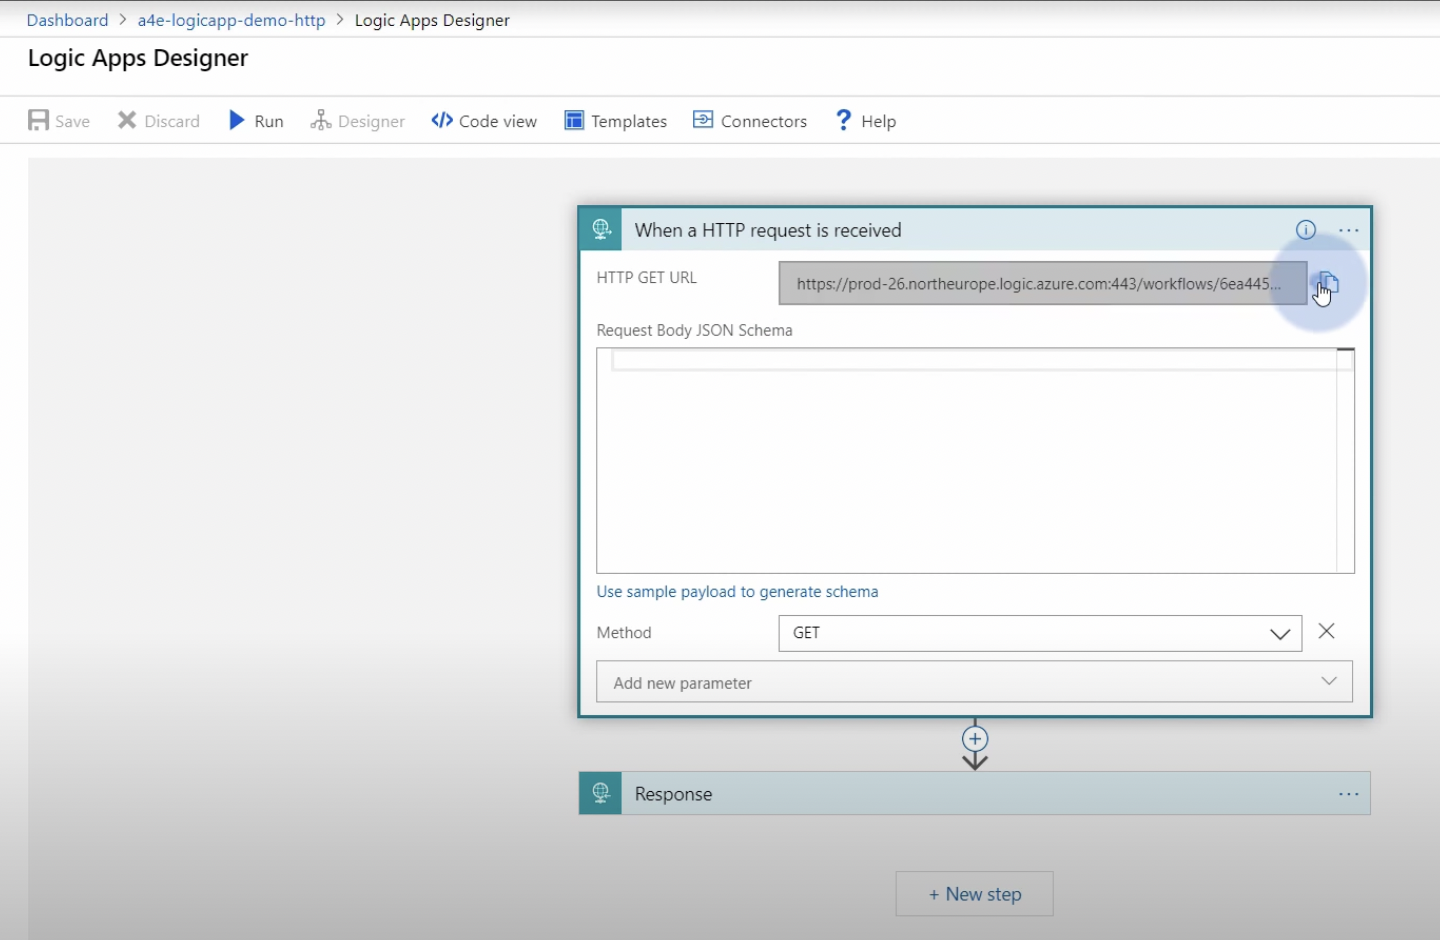 Dashboard > a4e-logicapp-demo-http > Logic Apps Designer
Logic Apps Designer
Save Discard Run Designer Code view Templates Connectors ? Help
When a HTTP request is received
HTTP GET URL https://prod-26.northeurope.logic.azure.com:443/workflows/6ea445...
Request Body JSON Schema
Use sample payload to generate schema
Method GET
Add new parameter
Response
+ New step